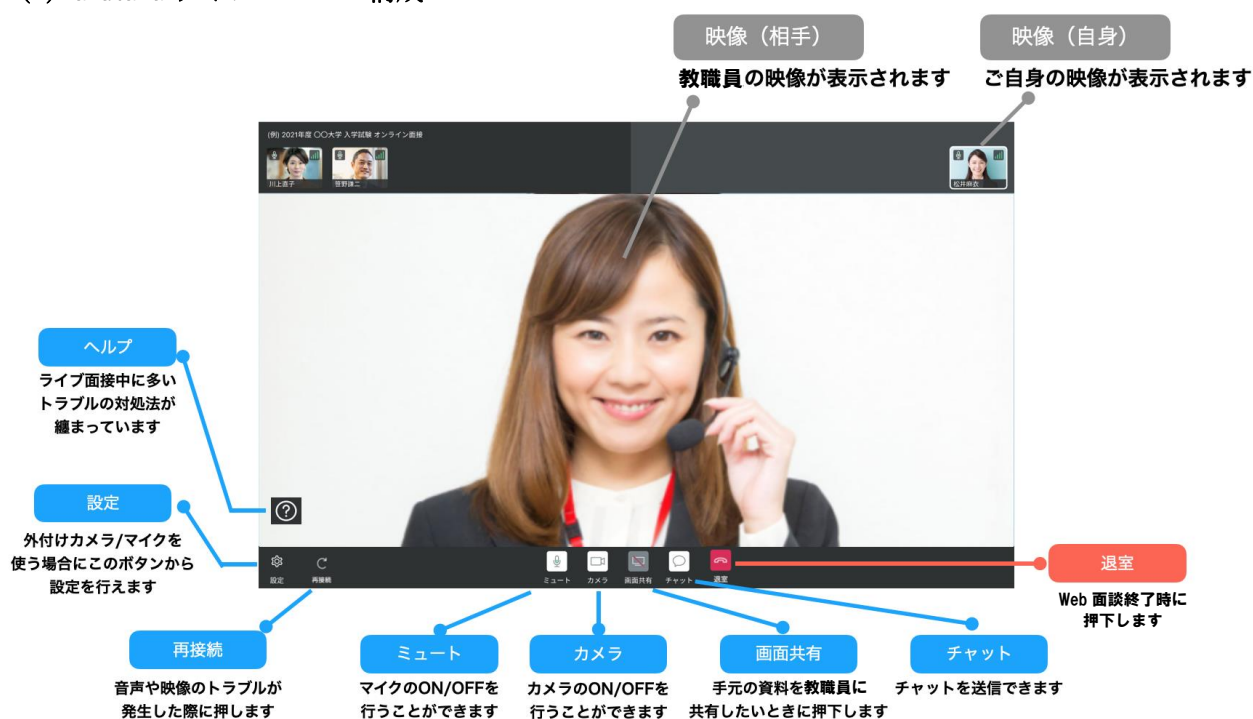 映像（相手）
映像（自身）
教職員の映像が表示されます
ご自身の映像が表示されます
(例) 2021年度 〇〇大学 入学試験 オンライン面接
川上直子
笹野謙二
松井麻衣
ヘルプ
ライブ面接中に多い
トラブルの対処法が
纏まっています
設定
外付けカメラ/マイクを
使う場合にこのボタンから
設定を行えます
設定
再接続
ミュート
カメラ
画面共有
チャット
退室
退室
Web 面談終了時に
押下します
再接続
音声や映像のトラブルが
発生した際に押します
ミュート
マイクのON/OFFを
行うことができます
カメラ
カメラのON/OFFを
行うことができます
画面共有
手元の資料を教職員に
共有したいときに押下します
チャット
チャットを送信できます